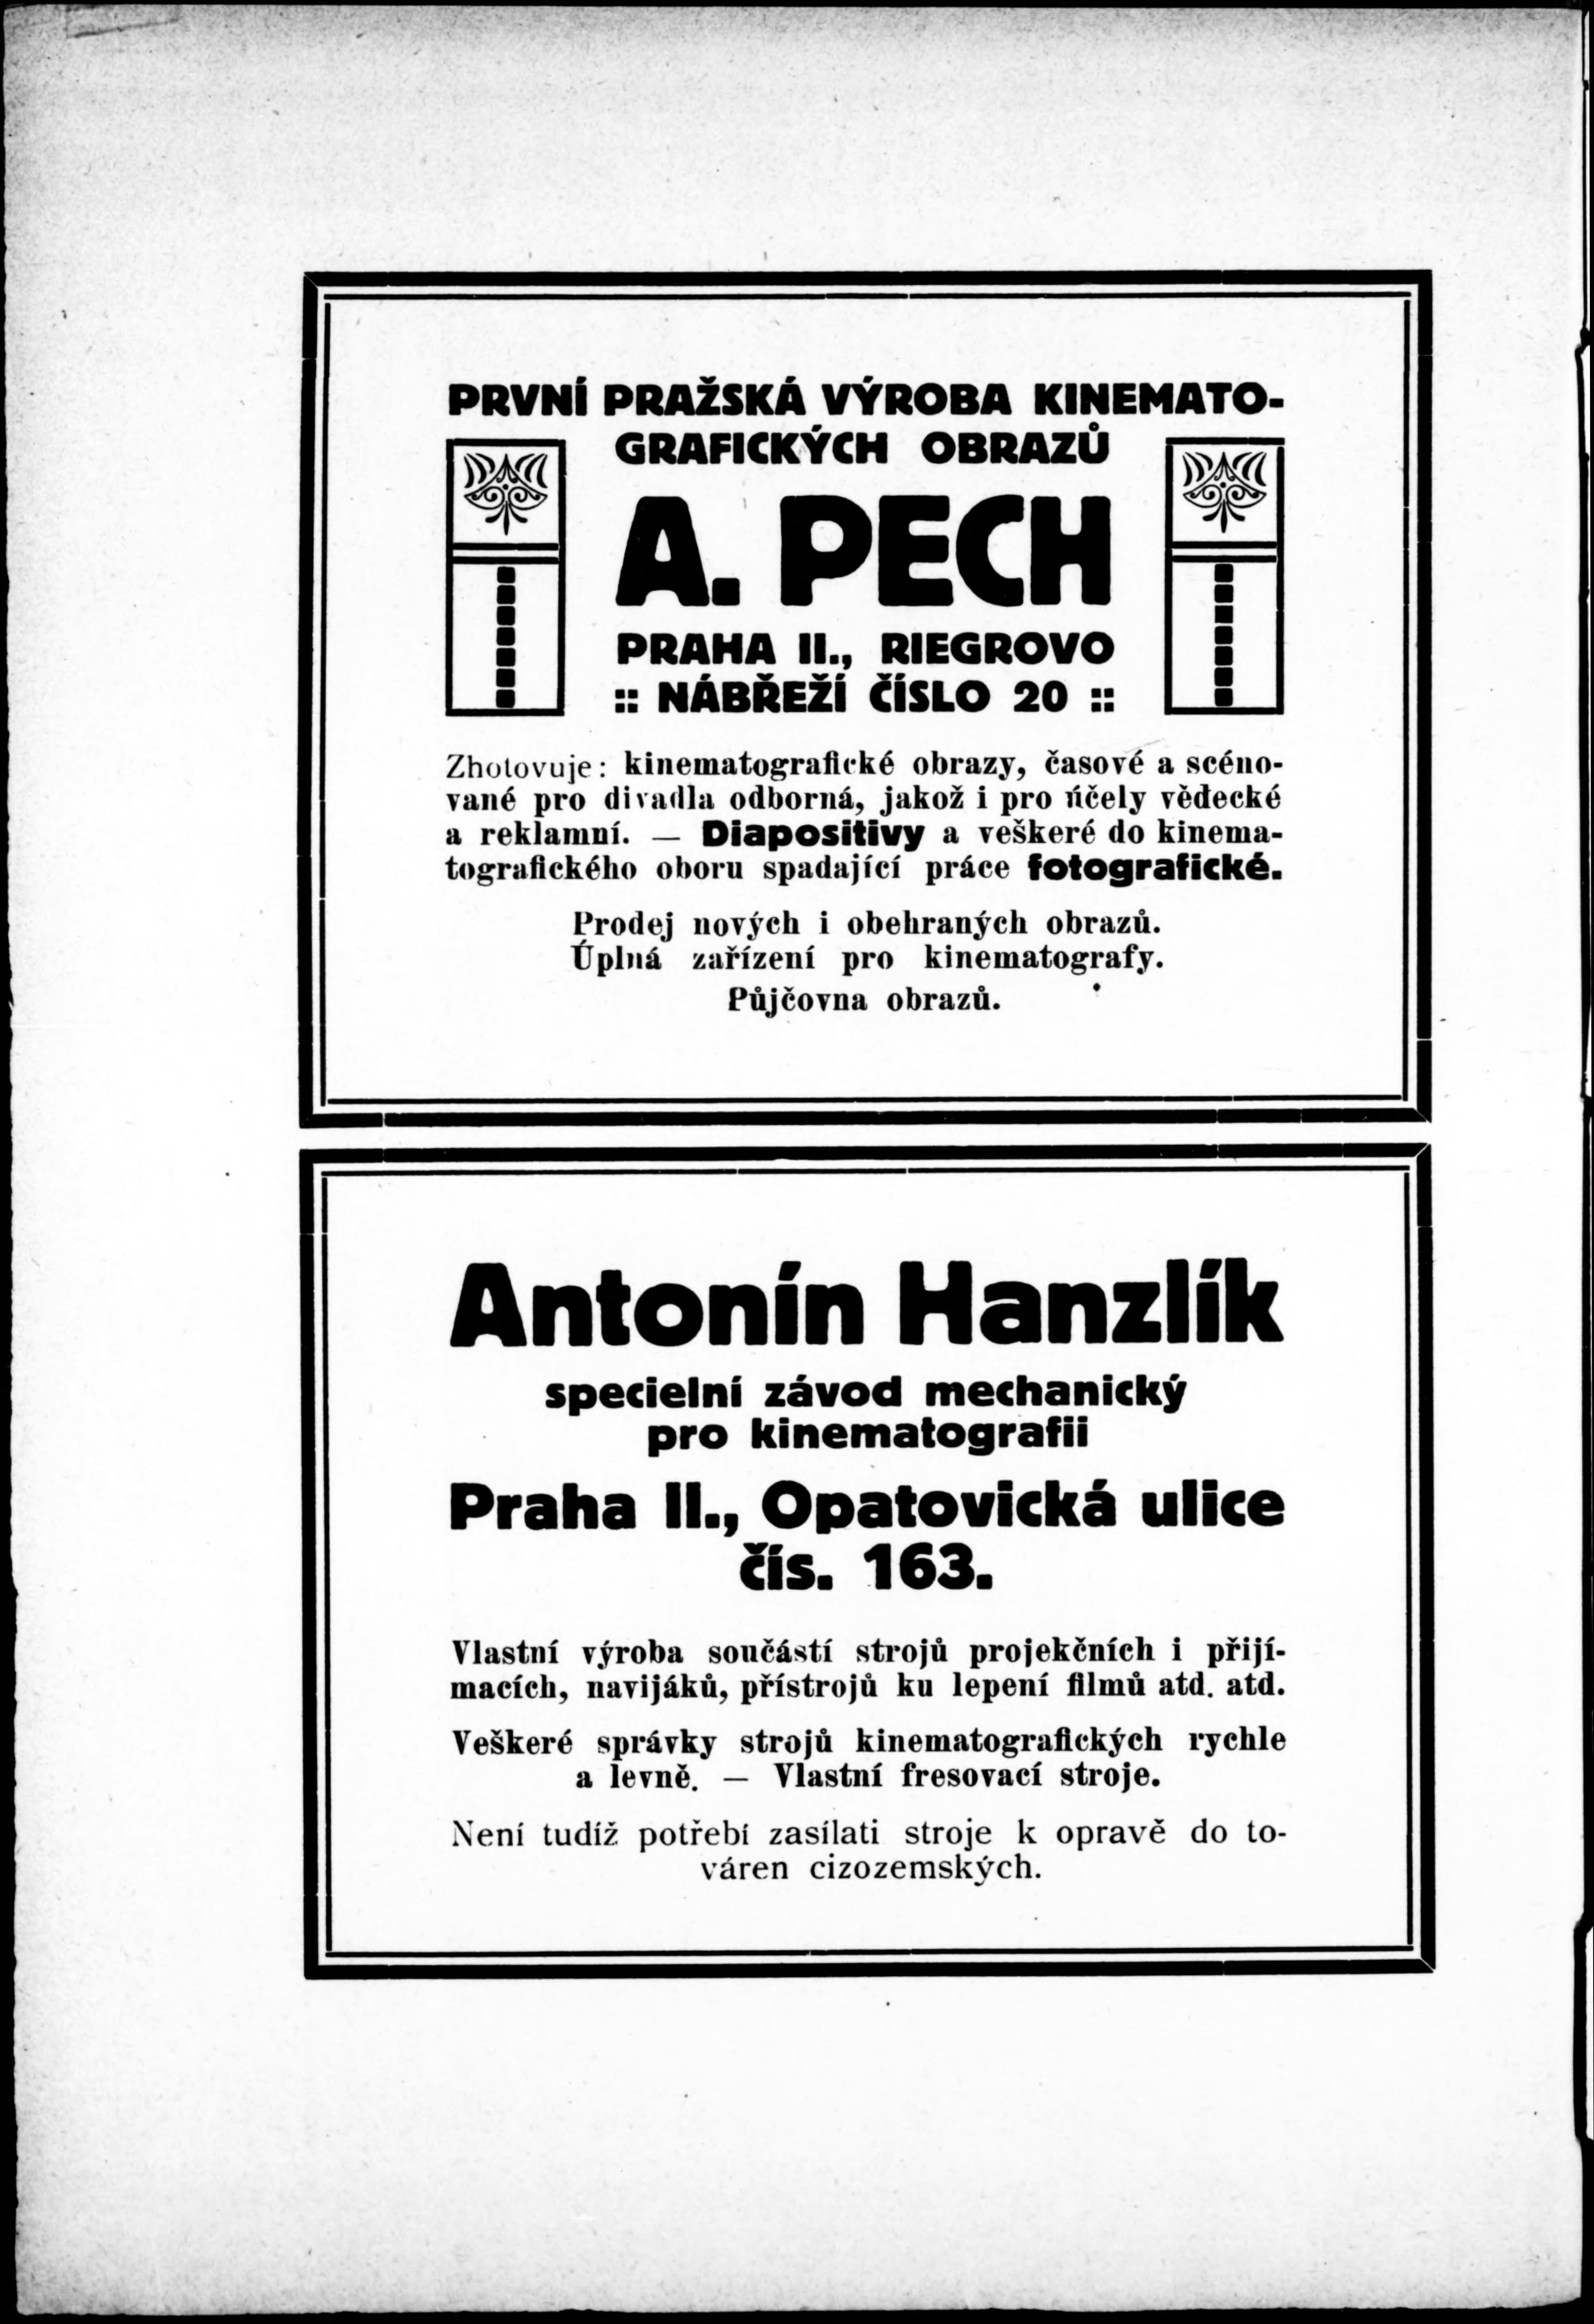 PRVNÍ PRAŽSKÁ VÝROBA KINEMATO-
GRAFICKÝCH OBRAZŮ
A. PECH
PRAHA II., RIEGROVO
:: NÁBŘEŽÍ ČÍSLO 20 ::
Zhotovuje: kinematografické obrazy, časové a scéno-
vané pro divadla odborná, jakož i pro účely vědecké
a reklamní. — Diapositivy a veškeré do kinema-
tografického oboru spadající práce fotografické.
Prodej nových i obehraných obrazů.
Úplná zařízení pro kinematografy.
Půjčovna obrazů.
Antonín Hanzlík
specielní závod mechanický
pro kinematografii
Praha II., Opatovická ulice
čís. 163.
Vlastní výroba součástí strojů projekčních i přijí-
macích, navijáků, přístrojů ku lepení filmů atd. atd.
Veškeré správky strojů kinematografických rychle
a levně. — Vlastní fresovací stroje.
Není tudíž potřebí zasílati stroje k opravě do to-
váren cizozemských.